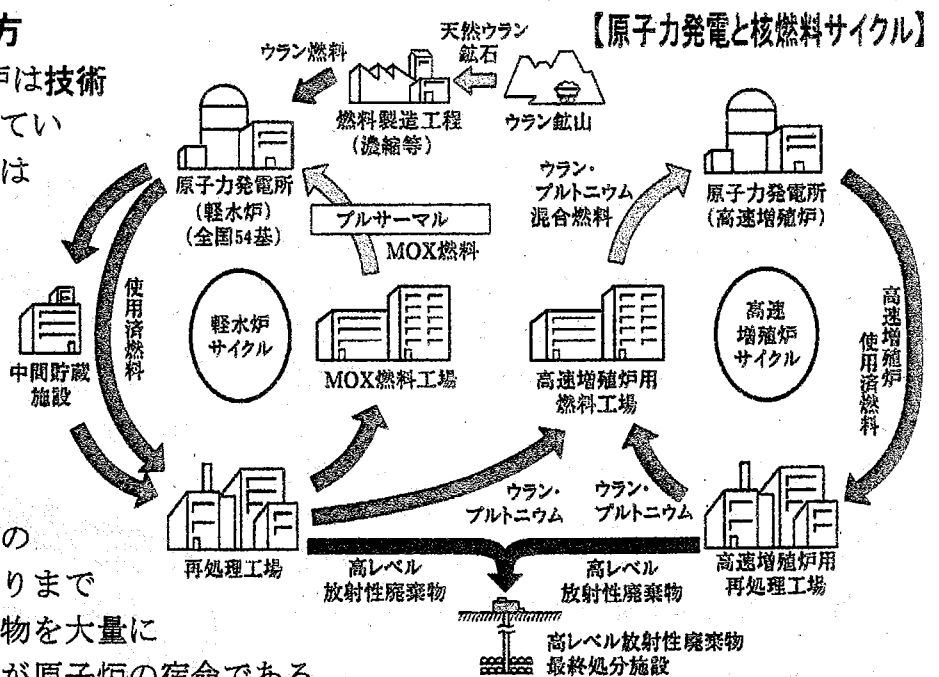 方
【原子力発電と核燃料サイクル】
炉は技術
てい
は
の
りまで
物を大量に
が原子炉の宿命である
ウラン燃料
天然ウラン
鉱石
燃料製造工程
(濃縮等)
ウラン鉱山
原子力発電所
(軽水炉)
(全国54基)
プルサーマル
MOX燃料
ウラン・
プルトニウム
混合燃料
原子力発電所
(高速増殖炉)
使用済燃料
軽水炉
サイクル
高速
増殖炉
サイクル
高速増殖炉
使用済燃料
中間貯蔵
施設
MOX燃料工場
高速増殖炉用
燃料工場
ウラン・
プルトニウム
ウラン・
プルトニウム
再処理工場
高レベル
放射性廃棄物
高レベル
放射性廃棄物
高速増殖炉用
再処理工場
高レベル放射性廃棄物
最終処分施設